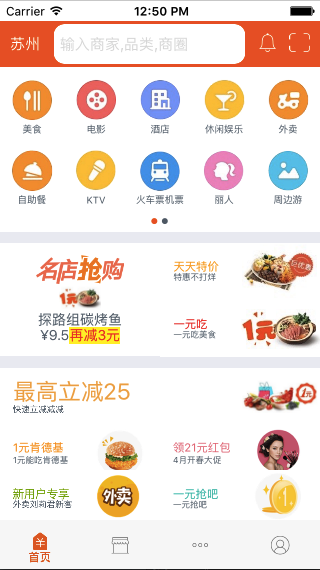 Carrier 12:50 PM
苏州 输入商家,品类,商圈
美食 电影 酒店 休闲娱乐 外卖
自助餐 KTV 火车票机票 丽人 周边游
名店抢购
1元
探路组碳烤鱼
¥9.5再减3元
天天特价
特惠不打烊
一元吃
一元吃美食
1元
最高立减25
快速立减减减
1元
一元肯德基
1元能吃肯德基
领21元红包
4月开春大促
新用户专享
外卖刘莉君新客
外卖
一元抢吧
一元抢吧
1
首页